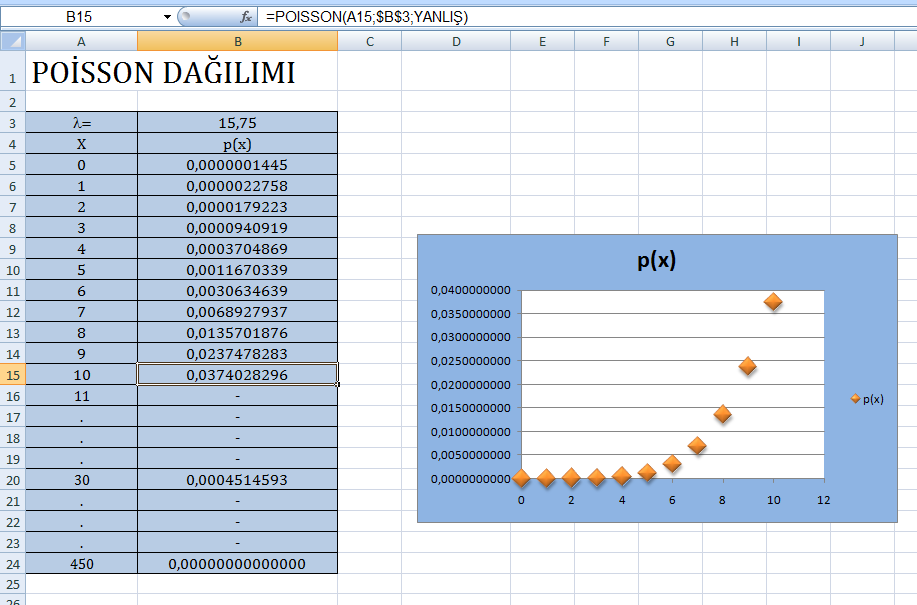 B15 fx =POISSON(A15;$B$3;YANLIŞ)
A B C D E F G H I J
1 POİSSON DAĞILIMI
2
3 λ= 15,75
4 X p(x)
5 0 0,0000001445
6 1 0,0000022758
7 2 0,0000179223
8 3 0,0000940919
9 4 0,0003704869
10 5 0,0011670339
11 6 0,0030634639
12 7 0,0068927937
13 8 0,0135701876
14 9 0,0237478283
15 10 0,0374028296
16 11 -
17 . -
18 . -
19 . -
20 30 0,0004514593
21 . -
22 . -
23 . -
24 450 0,00000000000000
25
26
p(x)
0,0400000000
0,0350000000
0,0300000000
0,0250000000
0,0200000000
0,0150000000
0,0100000000
0,0050000000
0,0000000000
0 2 4 6 8 10 12
p(x)